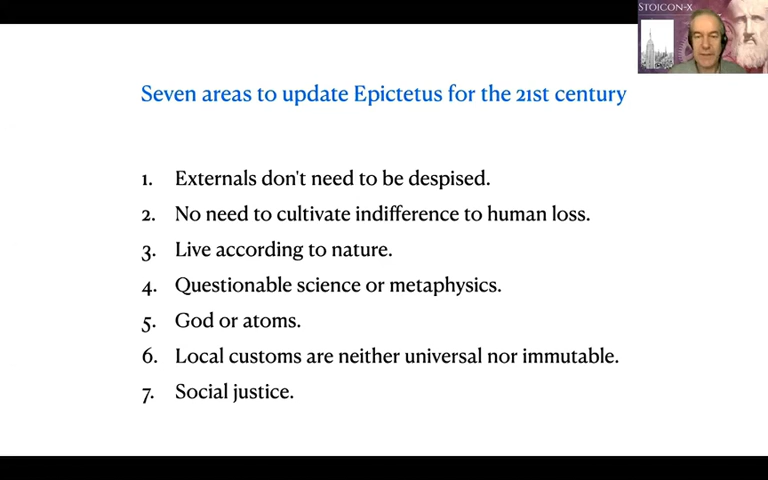 STOICON-X
Seven areas to update Epictetus for the 21st century
1. Externals don't need to be despised.
2. No need to cultivate indifference to human loss.
3. Live according to nature.
4. Questionable science or metaphysics.
5. God or atoms.
6. Local customs are neither universal nor immutable.
7. Social justice.